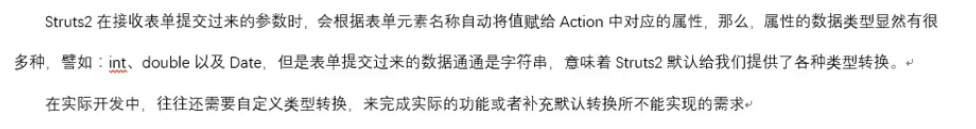 Struts2 在接收表单提交过来的参数时，会根据表单元素名称自动将值赋给 Action 中对应的属性，那么，属性的数据类型显然有很
多种，譬如：int、double 以及 Date，但是表单提交过来的数据通通是字符串，意味着 Struts2 默认给我们提供了各种类型转换。
在实际开发中，往往还需要自定义类型转换，来完成实际的功能或者补充默认转换所不能实现的需求